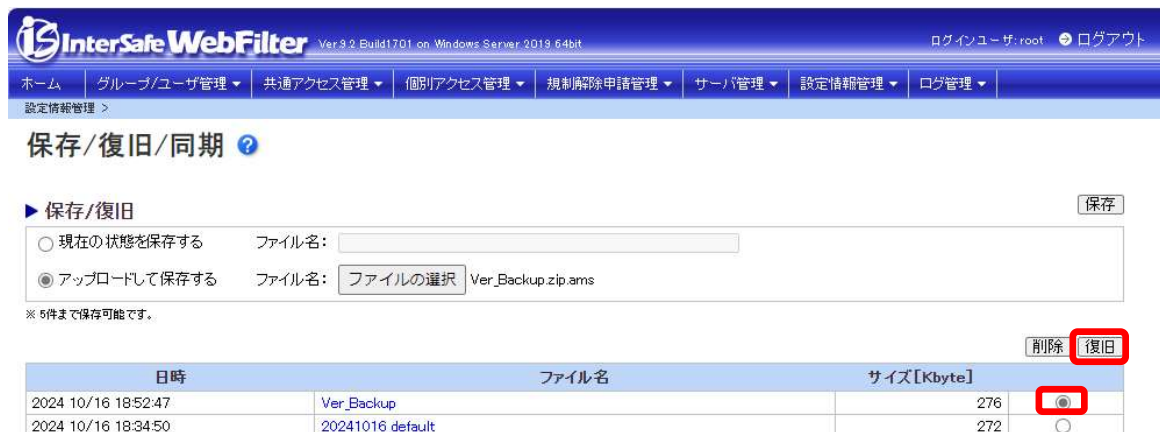 InterSafe WebFilter Ver.9.2 Build1701 on Windows Server 2019 64bit ログインユーザ:root ログアウト
ホーム グループ/ユーザ管理 共通アクセス管理 個別アクセス管理 規制解除申請管理 サーバ管理 設定情報管理 ログ管理
設定情報管理 >
保存/復旧/同期 ?
保存/復旧 保存
現在の状態を保存する ファイル名:
アップロードして保存する ファイル名: ファイルの選択 Ver_Backup.zip.ams
※ 5件まで保存可能です。
削除 復旧
日時 ファイル名 サイズ[Kbyte]
2024 10/16 18:52:47 Ver_Backup 276
2024 10/16 18:34:50 20241016 default 272